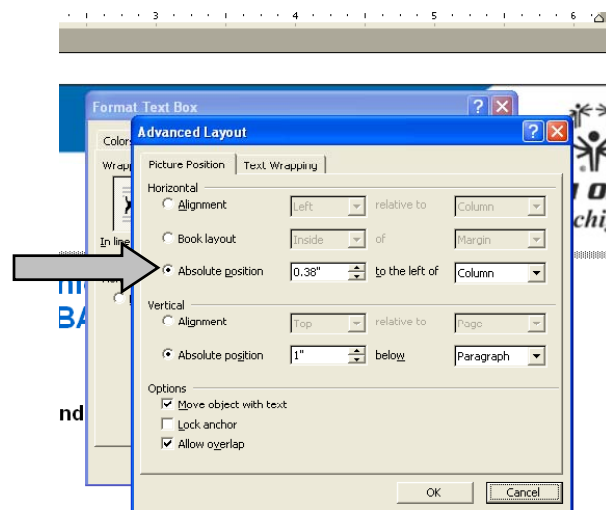 3 4 5 6
Format Text Box
Advanced Layout
Colors
Picture Position Text Wrapping
Horizontal
Alignment Left relative to Column
Book layout Inside of Margin
In line
Absolute position 0.38" to the left of Column
Vertical
Alignment Top relative to Page
Absolute position 1" below Paragraph
Options
Move object with text
Lock anchor
Allow overlap
nd
OK Cancel